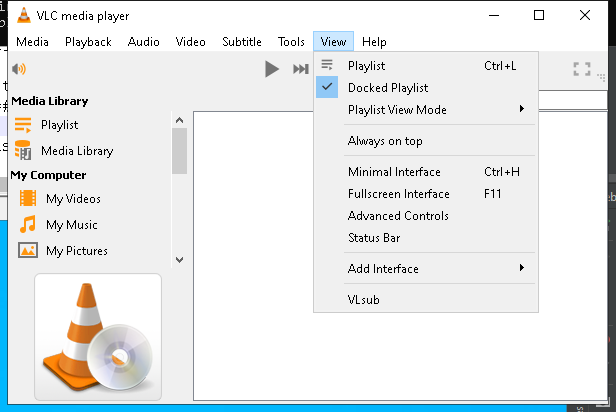 VLC media player
Media Playback Audio Video Subtitle Tools View Help
Playlist Ctrl+L
Docked Playlist
Playlist View Mode
Always on top
Minimal Interface Ctrl+H
Fullscreen Interface F11
Advanced Controls
Status Bar
Add Interface
VLsub
Media Library
Playlist
Media Library
My Computer
My Videos
My Music
My Pictures